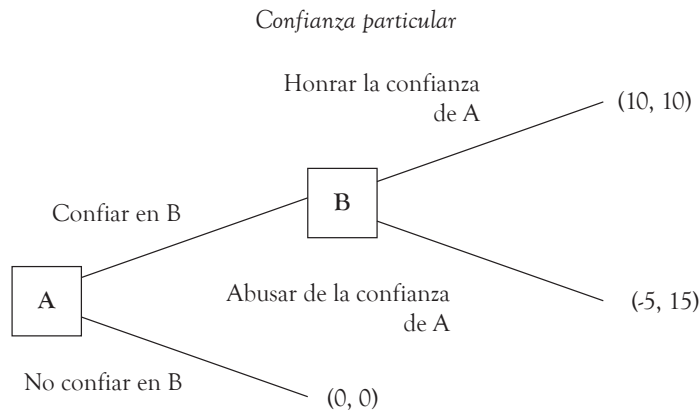 Confianza particular
Honrar la confianza
de A
(10, 10)
B
Confiar en B
A
Abusar de la confianza
de A
(-5, 15)
No confiar en B
(0, 0)